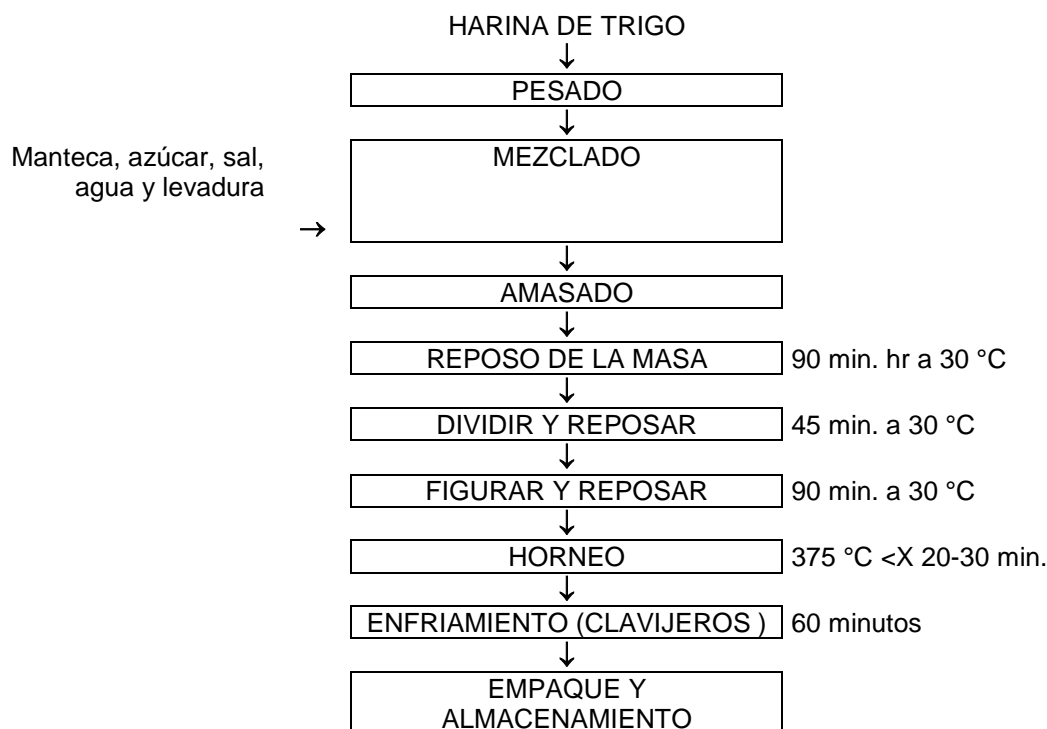 HARINA DE TRIGO
↓
PESADO
↓
Manteca, azúcar, sal,
agua y levadura
→
MEZCLADO
↓
AMASADO
↓
REPOSO DE LA MASA 90 min. hr a 30 °C
↓
DIVIDIR Y REPOSAR 45 min. a 30 °C
↓
FIGURAR Y REPOSAR 90 min. a 30 °C
↓
HORNEO 375 °C <X 20-30 min.
↓
ENFRIAMIENTO (CLAVIJEROS ) 60 minutos
↓
EMPAQUE Y
ALMACENAMIENTO